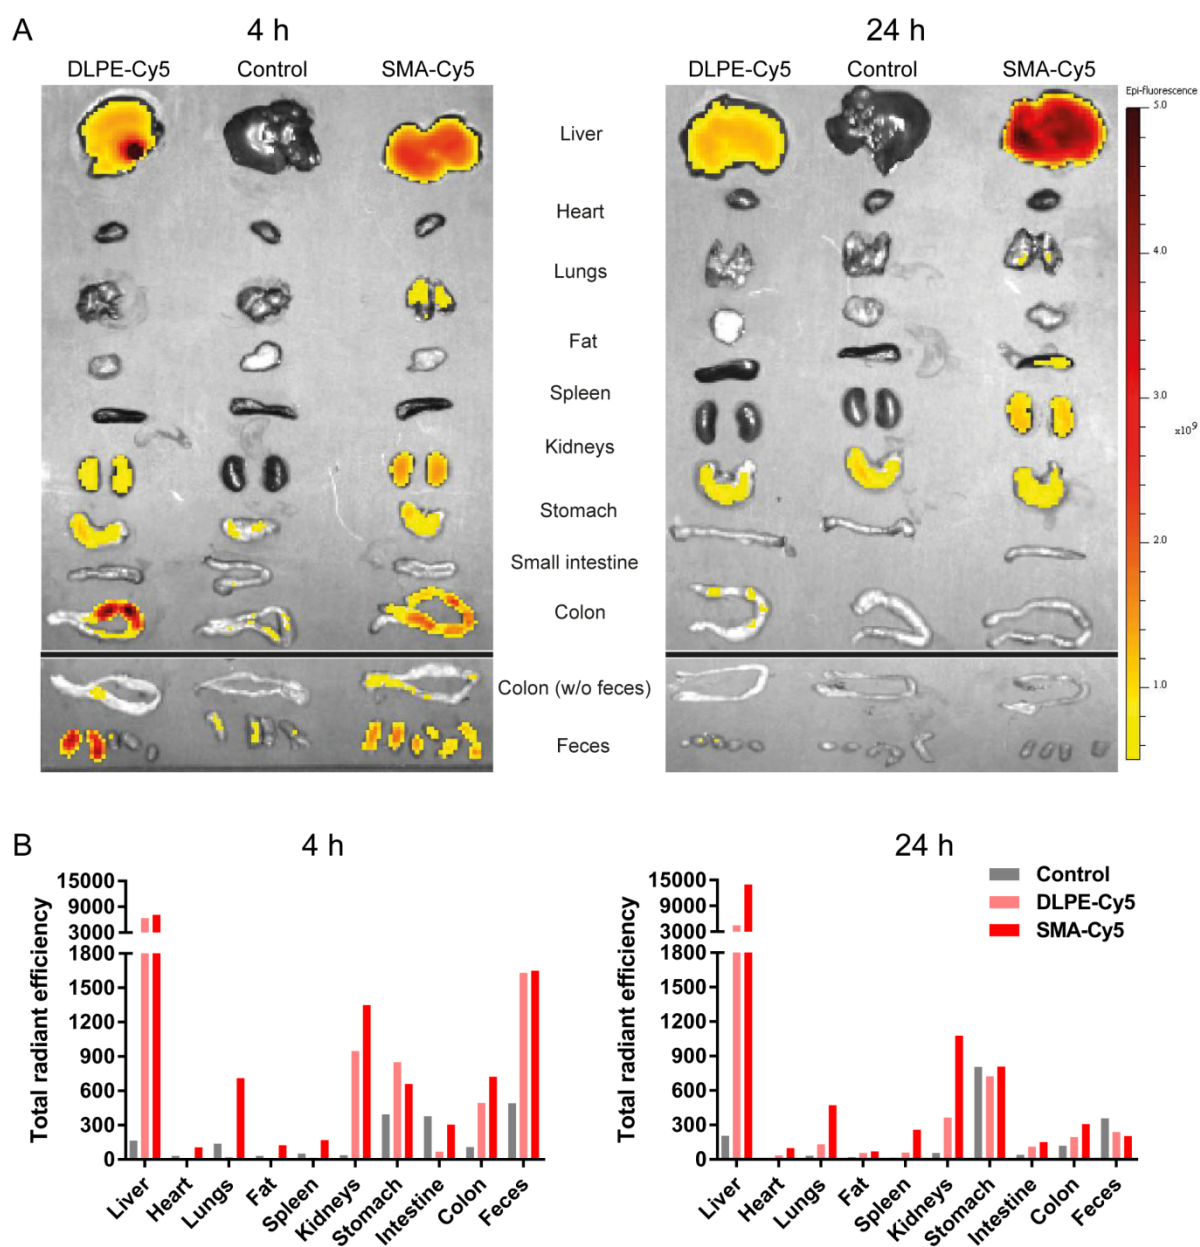 A
4 h
24 h
DLPE-Cy5
Control
SMA-Cy5
DLPE-Cy5
Control
SMA-Cy5
Epi-fluorescence
5.0
4.0
3.0
x10⁹
2.0
1.0
Liver
Heart
Lungs
Fat
Spleen
Kidneys
Stomach
Small intestine
Colon
Colon (w/o feces)
Feces
B
4 h
24 h
Total radiant efficiency
15000
9000
3000
1800
1500
1200
900
600
300
0
Liver
Heart
Lungs
Fat
Spleen
Kidneys
Stomach
Intestine
Colon
Feces
Total radiant efficiency
15000
9000
3000
1800
1500
1200
900
600
300
0
Liver
Heart
Lungs
Fat
Spleen
Kidneys
Stomach
Intestine
Colon
Feces
Control
DLPE-Cy5
SMA-Cy5